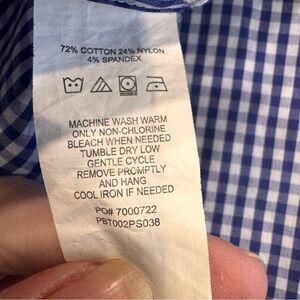 72% COTTON 24% NYLON
4% SPANDEX
MACHINE WASH WARM
ONLY NON-CHLORINE
BLEACH WHEN NEEDED
TUMBLE DRY LOW
GENTLE CYCLE
REMOVE PROMPTLY
AND HANG
COOL IRON IF NEEDED
PO# 7000722
PBT002PS038